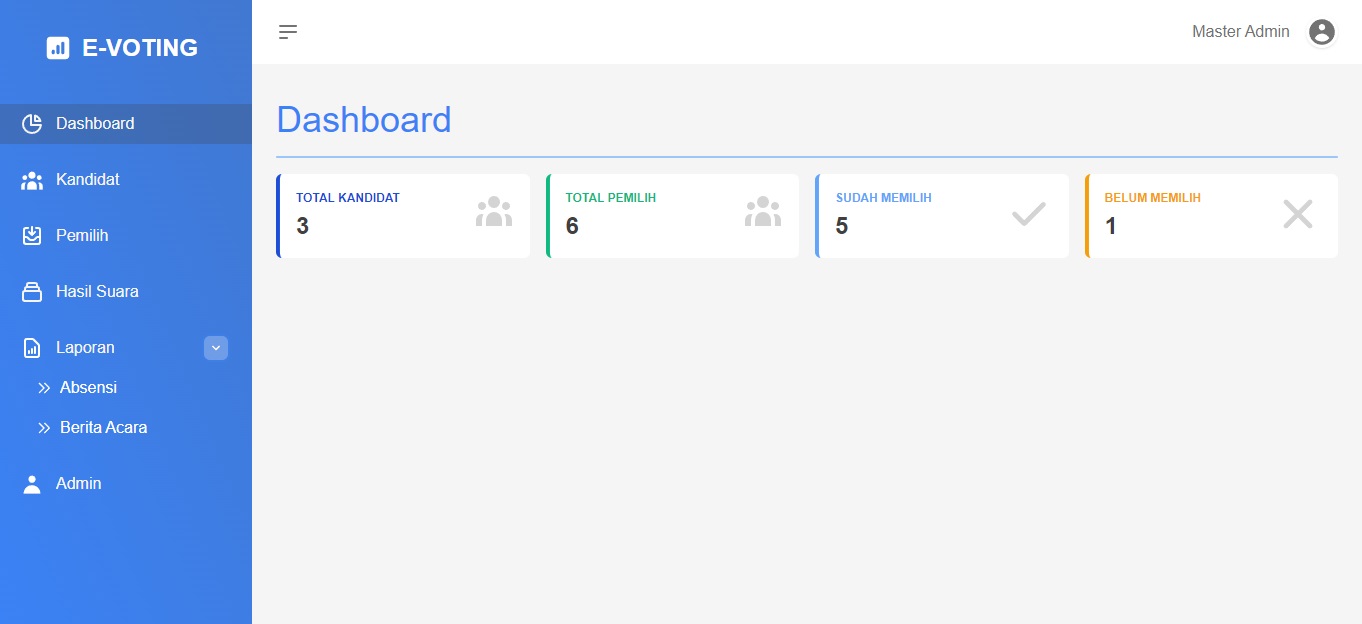 E-VOTING
Dashboard
Kandidat
Pemilih
Hasil Suara
Laporan
Absensi
Berita Acara
Admin
Master Admin
Dashboard
TOTAL KANDIDAT
3
TOTAL PEMILIH
6
SUDAH MEMILIH
5
BELUM MEMILIH
1